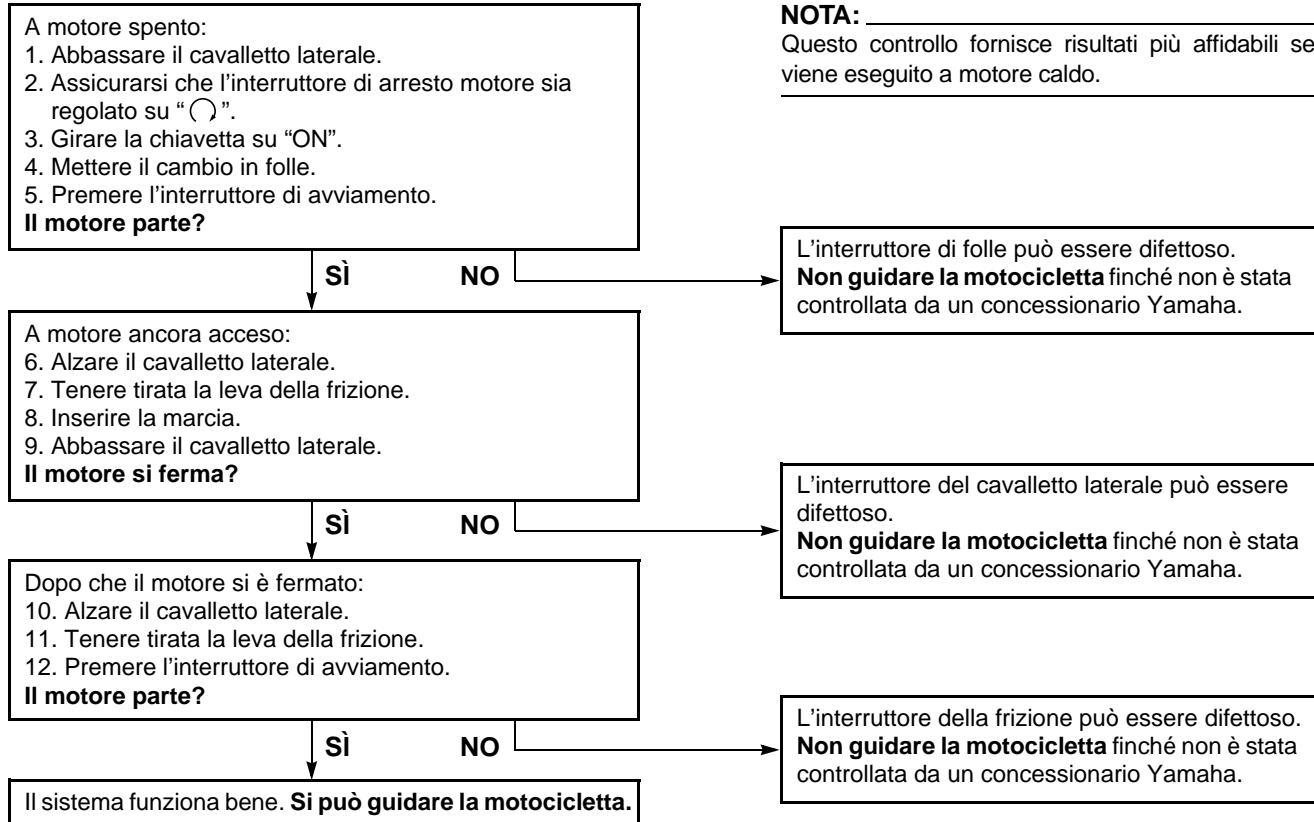 A motore spento:
1. Abbassare il cavalletto laterale.
2. Assicurarsi che l’interruttore di arresto motore sia
regolato su “ ”.
3. Girare la chiavetta su “ON”.
4. Mettere il cambio in folle.
5. Premere l’interruttore di avviamento.
Il motore parte?
NOTA:
Questo controllo fornisce risultati più affidabili se
viene eseguito a motore caldo.
SÌ NO
L’interruttore di folle può essere difettoso.
Non guidare la motocicletta finché non è stata
controllata da un concessionario Yamaha.
A motore ancora acceso:
6. Alzare il cavalletto laterale.
7. Tenere tirata la leva della frizione.
8. Inserire la marcia.
9. Abbassare il cavalletto laterale.
Il motore si ferma?
SÌ NO
L’interruttore del cavalletto laterale può essere
difettoso.
Non guidare la motocicletta finché non è stata
controllata da un concessionario Yamaha.
Dopo che il motore si è fermato:
10. Alzare il cavalletto laterale.
11. Tenere tirata la leva della frizione.
12. Premere l’interruttore di avviamento.
Il motore parte?
SÌ NO
L’interruttore della frizione può essere difettoso.
Non guidare la motocicletta finché non è stata
controllata da un concessionario Yamaha.
Il sistema funziona bene. Si può guidare la motocicletta.